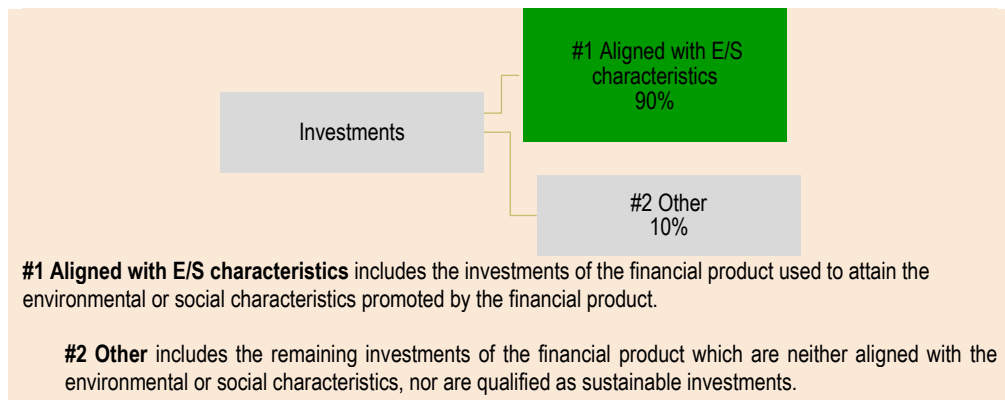 #1 Aligned with E/S
characteristics
90%
Investments
#2 Other
10%
#1 Aligned with E/S characteristics includes the investments of the financial product used to attain the
environmental or social characteristics promoted by the financial product.
#2 Other includes the remaining investments of the financial product which are neither aligned with the
environmental or social characteristics, nor are qualified as sustainable investments.